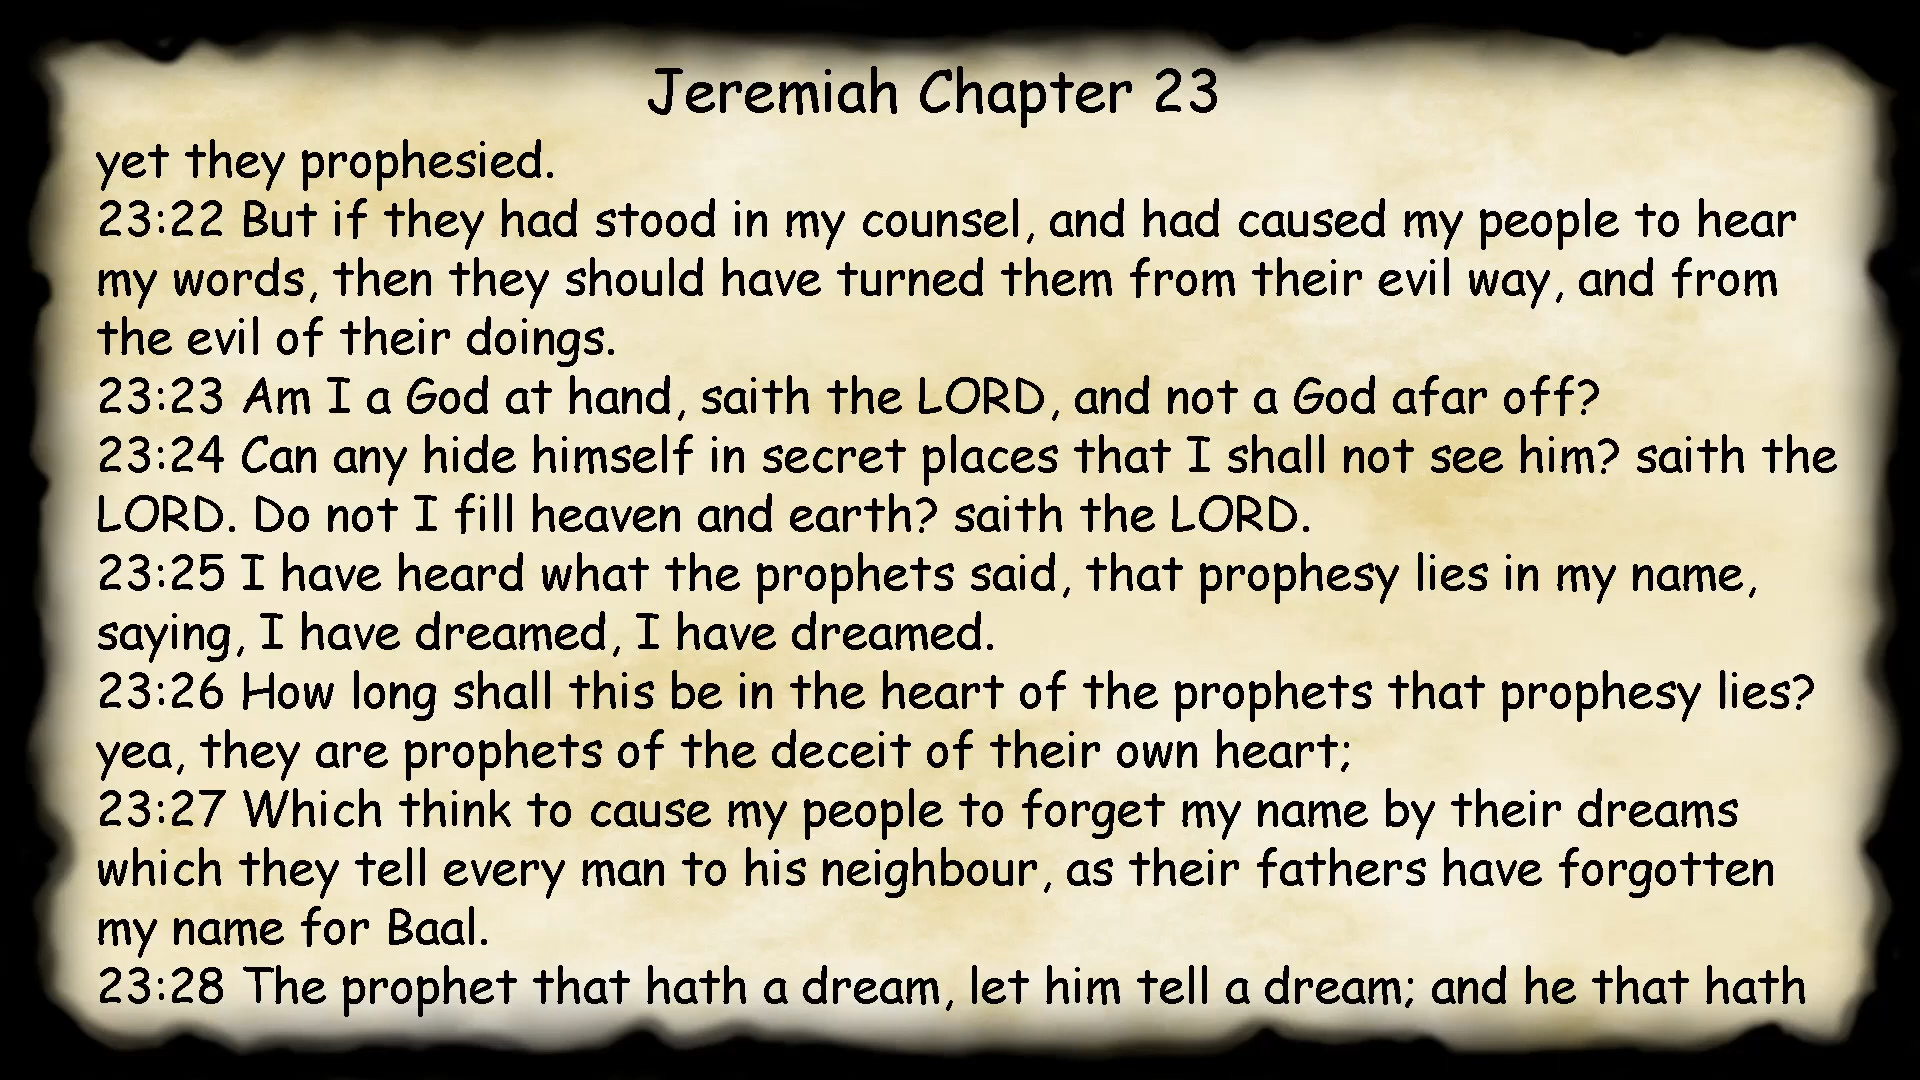 Jeremiah Chapter 23
yet they prophesied.
23:22 But if they had stood in my counsel, and had caused my people to hear
my words, then they should have turned them from their evil way, and from
the evil of their doings.
23:23 Am I a God at hand, saith the LORD, and not a God afar off?
23:24 Can any hide himself in secret places that I shall not see him? saith the
LORD. Do not I fill heaven and earth? saith the LORD.
23:25 I have heard what the prophets said, that prophesy lies in my name,
saying, I have dreamed, I have dreamed.
23:26 How long shall this be in the heart of the prophets that prophesy lies?
yea, they are prophets of the deceit of their own heart;
23:27 Which think to cause my people to forget my name by their dreams
which they tell every man to his neighbour, as their fathers have forgotten
my name for Baal.
23:28 The prophet that hath a dream, let him tell a dream; and he that hath